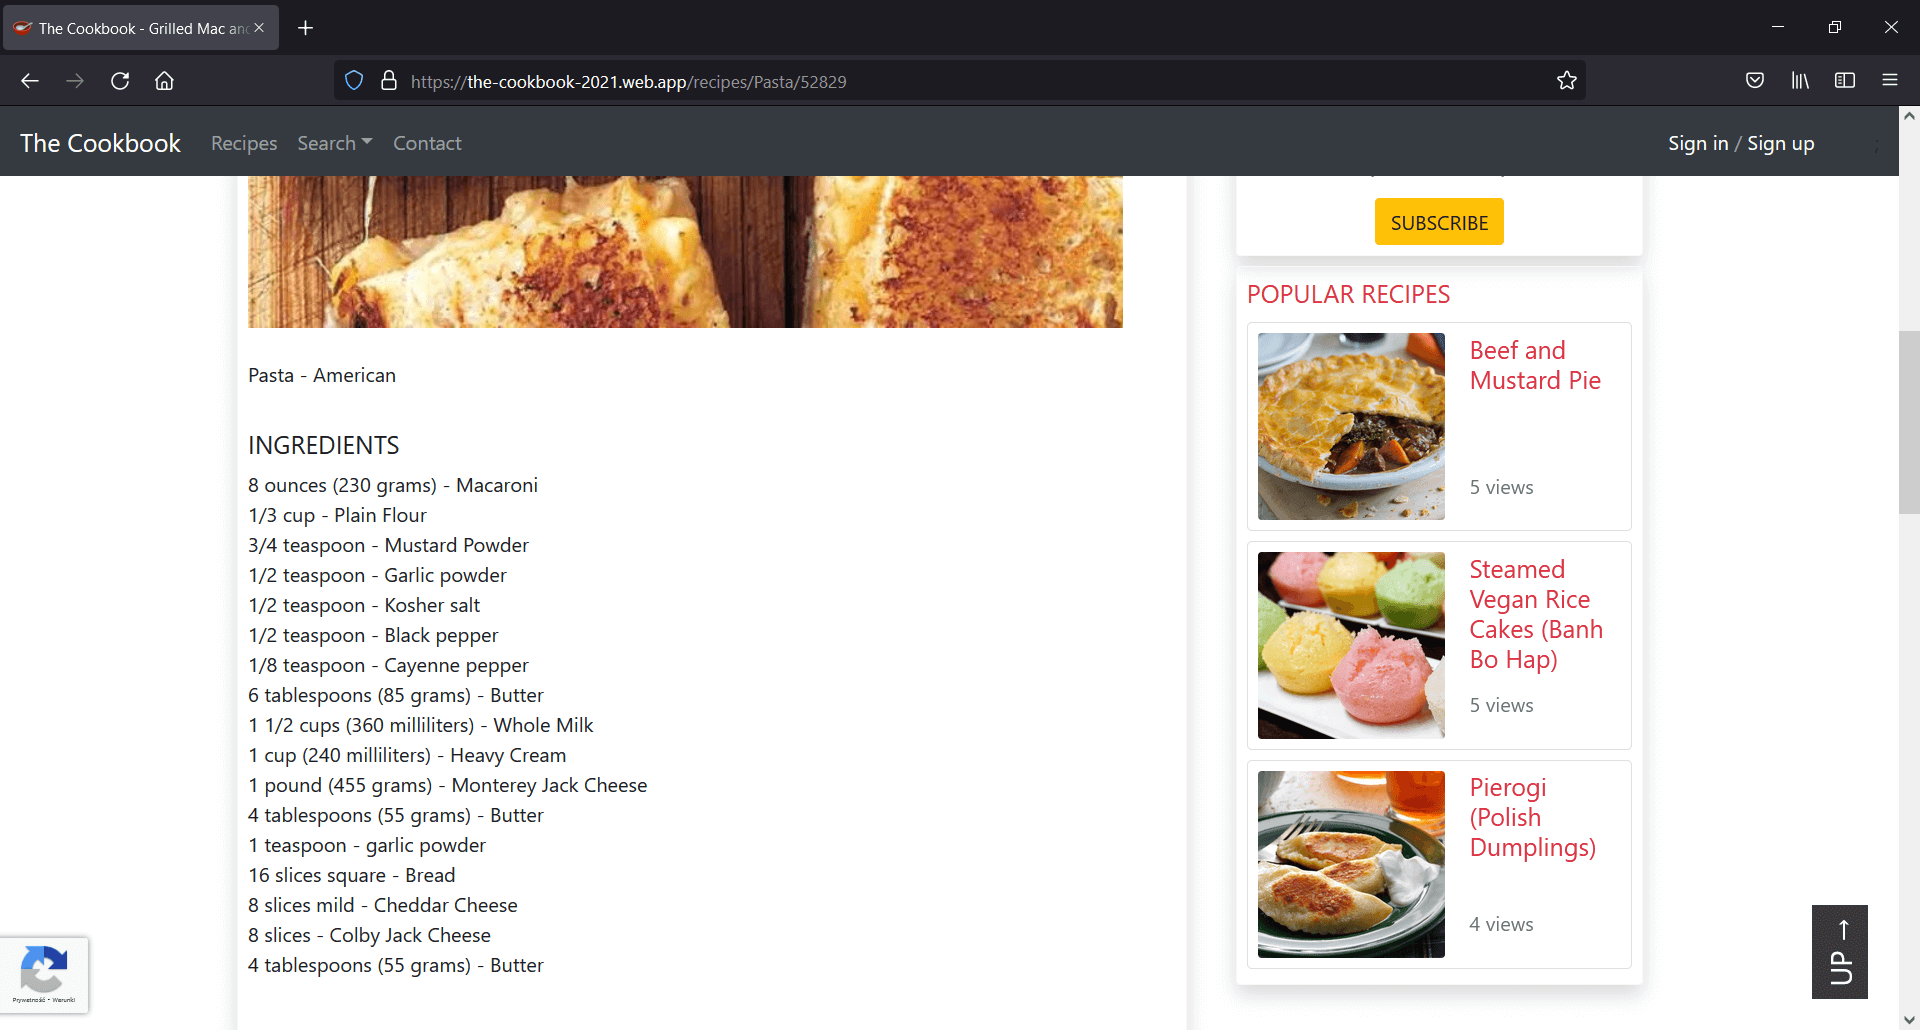 The Cookbook - Grilled Mac an
https://the-cookbook-2021.web.app/recipes/Pasta/52829
The Cookbook
Recipes
Search
Contact
Sign in / Sign up
SUBSCRIBE
Pasta - American
INGREDIENTS
8 ounces (230 grams) - Macaroni
1/3 cup - Plain Flour
3/4 teaspoon - Mustard Powder
1/2 teaspoon - Garlic powder
1/2 teaspoon - Kosher salt
1/2 teaspoon - Black pepper
1/8 teaspoon - Cayenne pepper
6 tablespoons (85 grams) - Butter
1 1/2 cups (360 milliliters) - Whole Milk
1 cup (240 milliliters) - Heavy Cream
1 pound (455 grams) - Monterey Jack Cheese
4 tablespoons (55 grams) - Butter
1 teaspoon - garlic powder
16 slices square - Bread
8 slices mild - Cheddar Cheese
8 slices - Colby Jack Cheese
4 tablespoons (55 grams) - Butter
POPULAR RECIPES
Beef and
Mustard Pie
5 views
Steamed
Vegan Rice
Cakes (Banh
Bo Hap)
5 views
Pierogi
(Polish
Dumplings)
4 views
UP →
Prywatność - Warunki